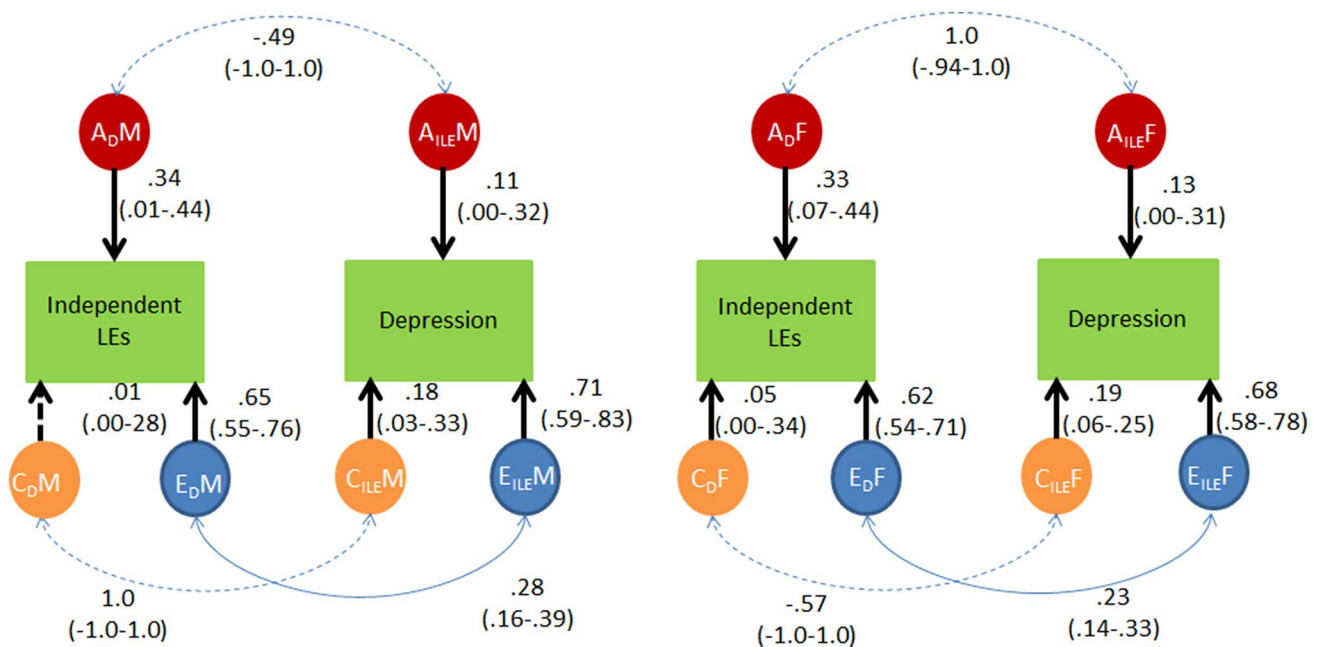 -.49
(-1.0-1.0)
1.0
(-.94-1.0)
A_DM
A_ILEM
A_DF
A_ILEF
.34
(.01-.44)
.11
(.00-.32)
.33
(.07-.44)
.13
(.00-.31)
Independent
LEs
Depression
Independent
LEs
Depression
.01
(.00-28)
.65
(.55-.76)
.18
(.03-.33)
.71
(.59-.83)
.05
(.00-.34)
.62
(.54-.71)
.19
(.06-.25)
.68
(.58-.78)
C_DM
E_DM
C_ILEM
E_ILEM
C_DF
E_DF
C_ILEF
E_ILEF
1.0
(-1.0-1.0)
.28
(.16-.39)
-.57
(-1.0-1.0)
.23
(.14-.33)